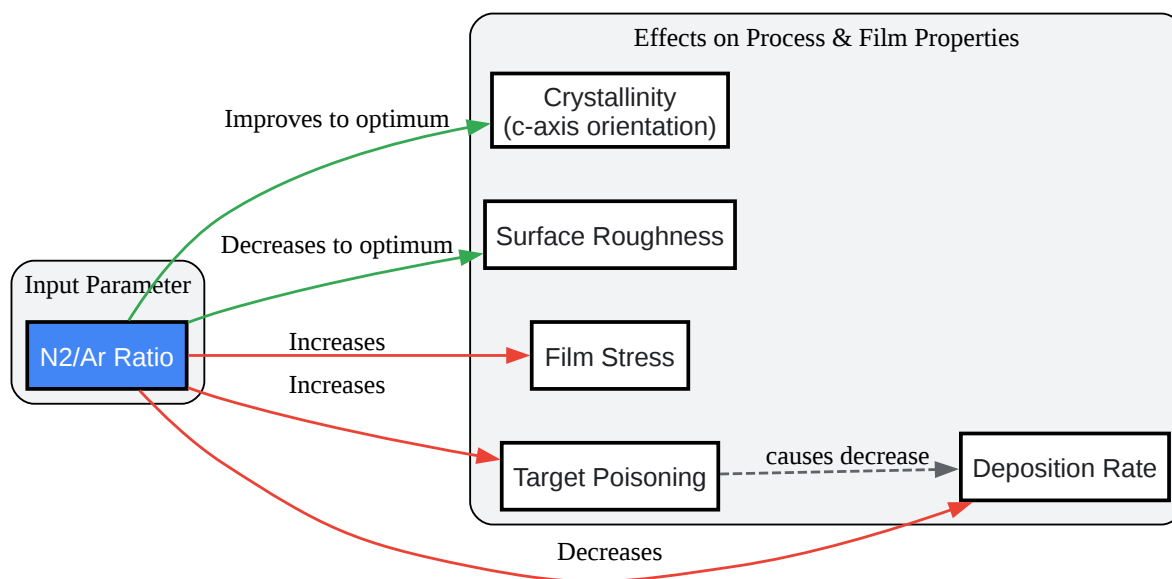 Effects on Process & Film Properties
Crystallinity
(c-axis orientation)
Improves to optimum
Surface Roughness
Decreases to optimum
Input Parameter
N2/Ar Ratio
Increases
Film Stress
Increases
Target Poisoning
causes decrease
Deposition Rate
Decreases